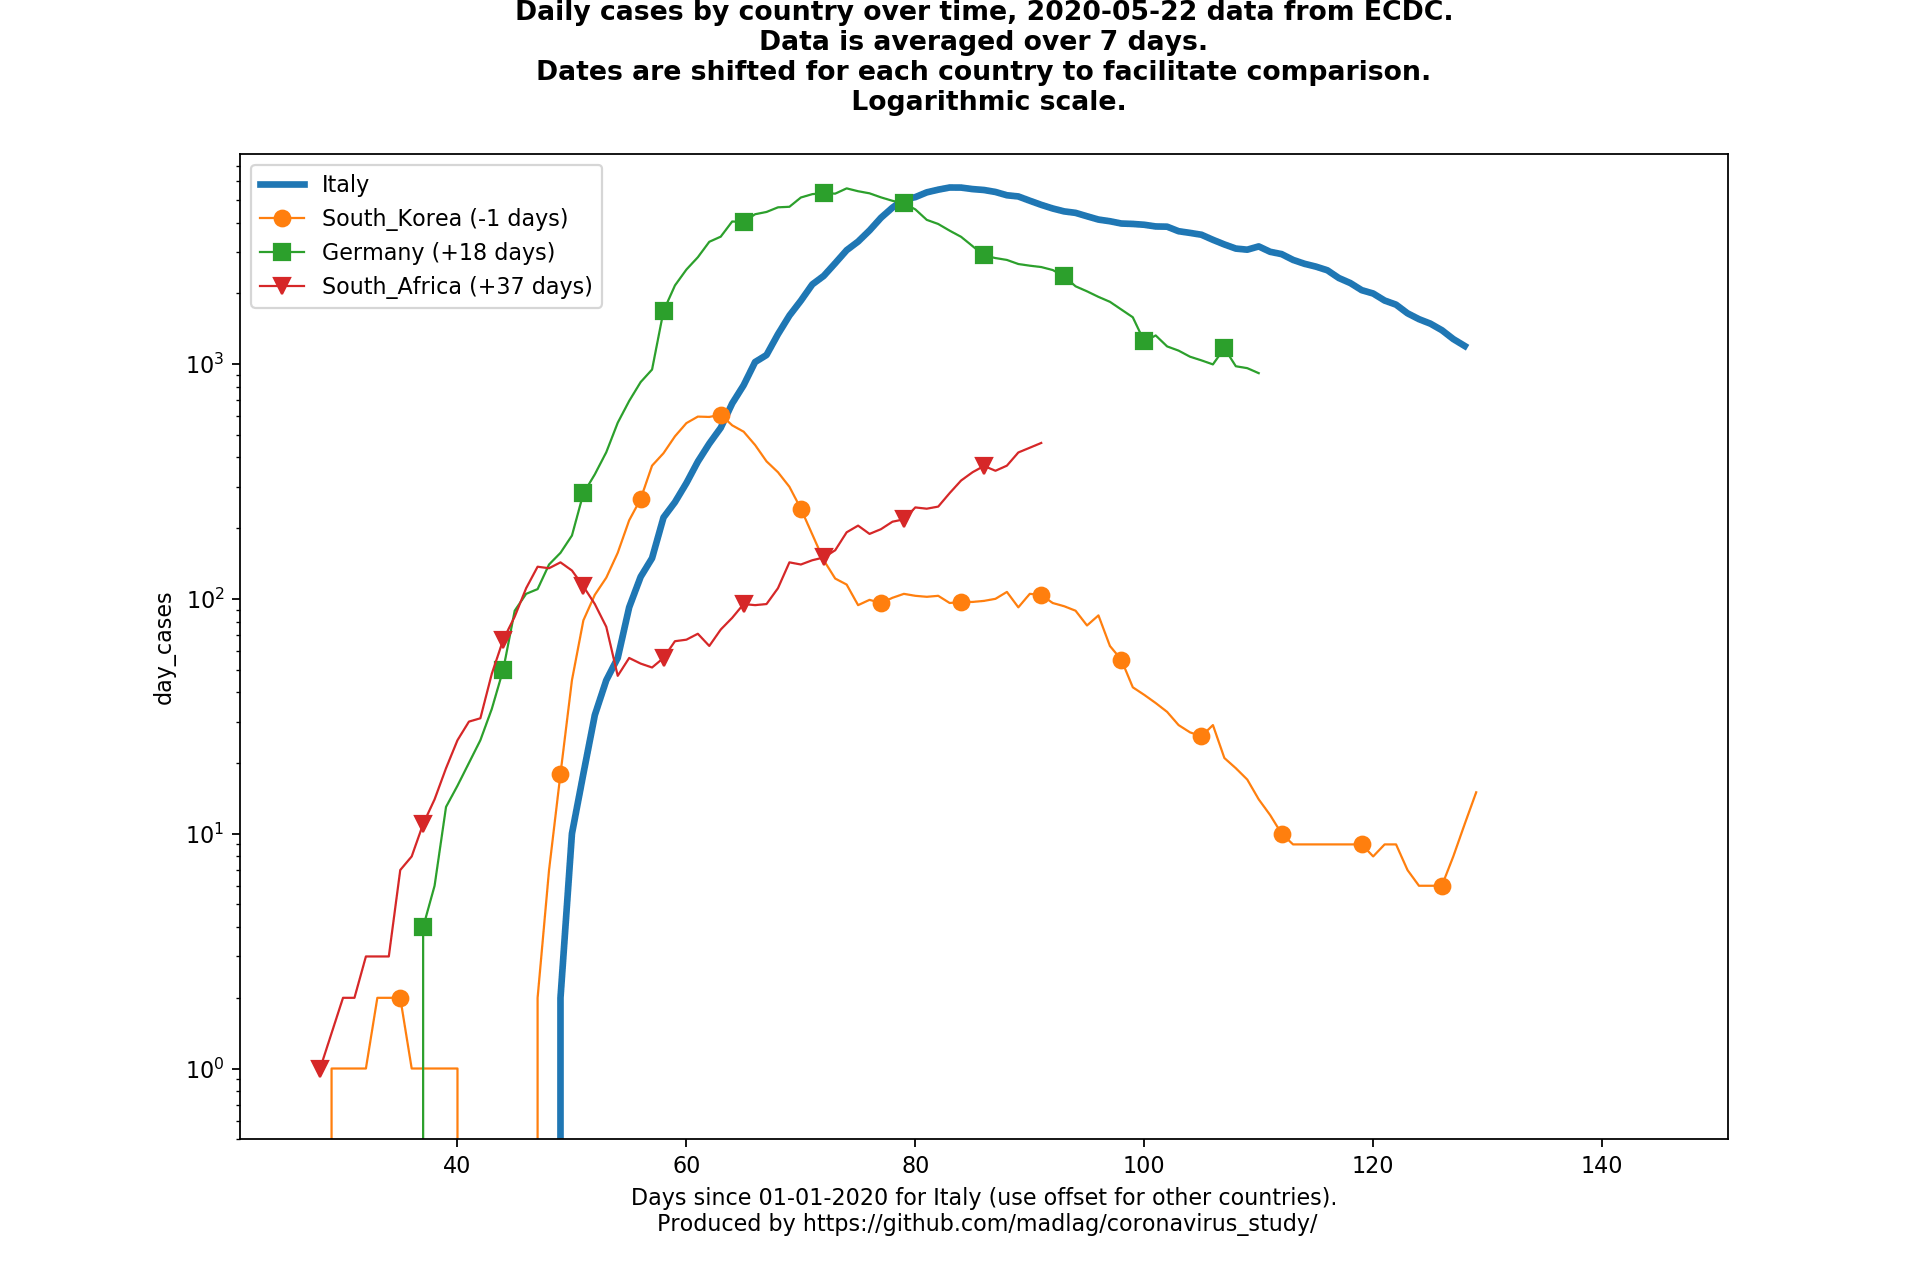 Daily cases by country over time, 2020-05-22 data from ECDC.
Data is averaged over 7 days.
Dates are shifted for each country to facilitate comparison.
Logarithmic scale.
Italy
South_Korea (-1 days)
Germany (+18 days)
South_Africa (+37 days)
day_cases
10³
10²
10¹
10⁰
40 60 80 100 120 140
Days since 01-01-2020 for Italy (use offset for other countries).
Produced by https://github.com/madlag/coronavirus_study/